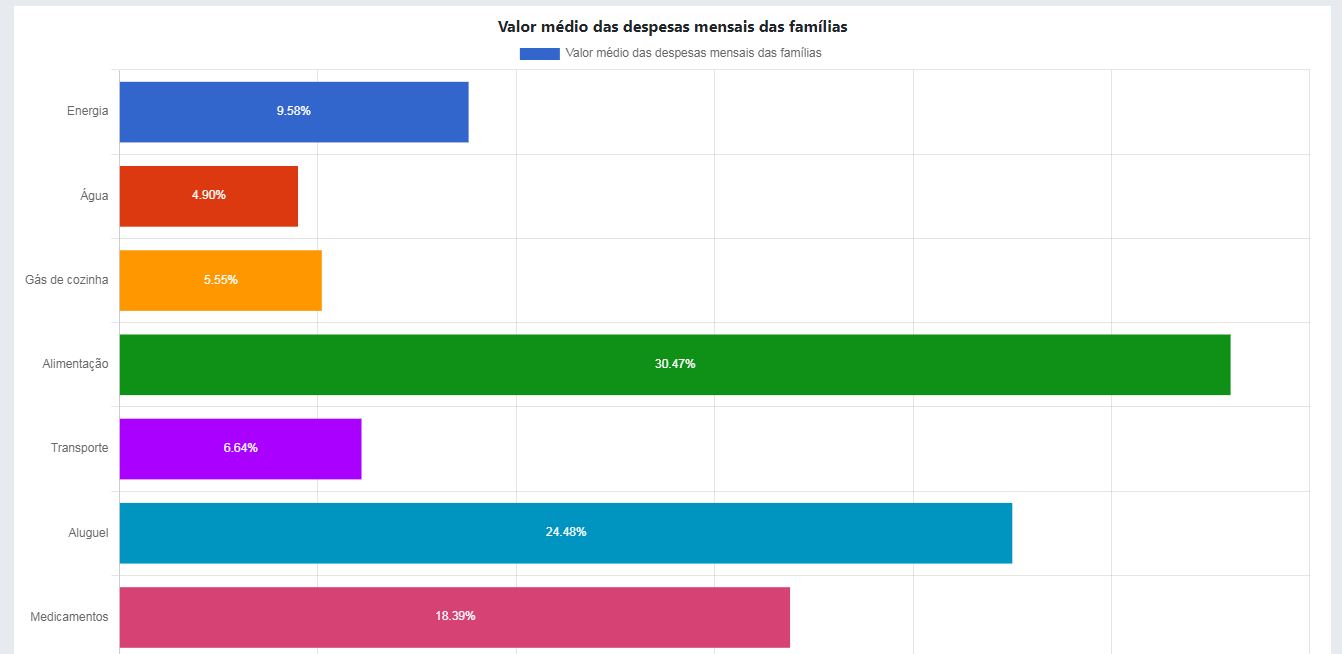 Valor médio das despesas mensais das famílias
Valor médio das despesas mensais das famílias
Energia
9.58%
Água
4.90%
Gás de cozinha
5.55%
Alimentação
30.47%
Transporte
6.64%
Aluguel
24.48%
Medicamentos
18.39%